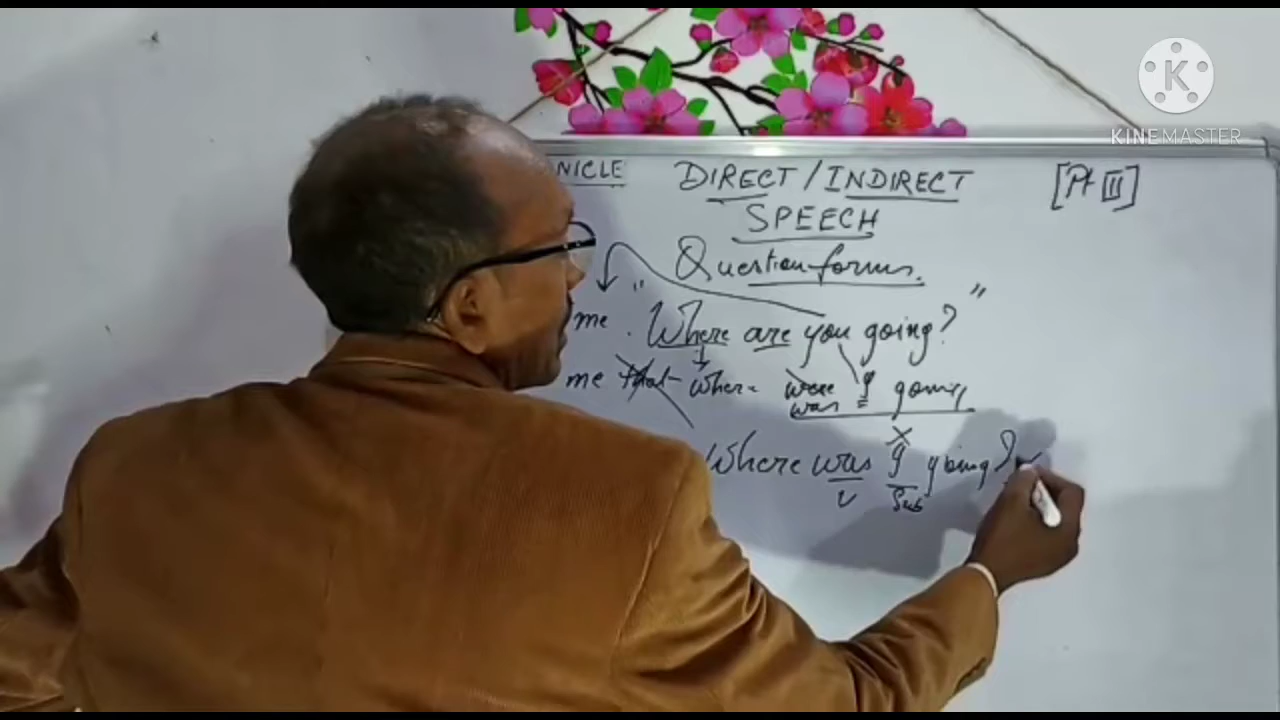 K
KINEMASTER
NICLE DIRECT / INDIRECT [Pt III]
SPEECH
Question forms.
me . "Where are you going?"
me that where were I going
was
Where was I going?
V Sub